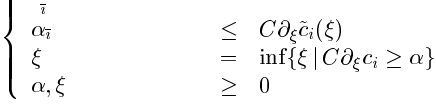 ī
α_ī ≤ C∂_ξ c̃_i(ξ)
ξ = inf{ξ | C∂_ξ c_i ≥ α}
α, ξ ≥ 0